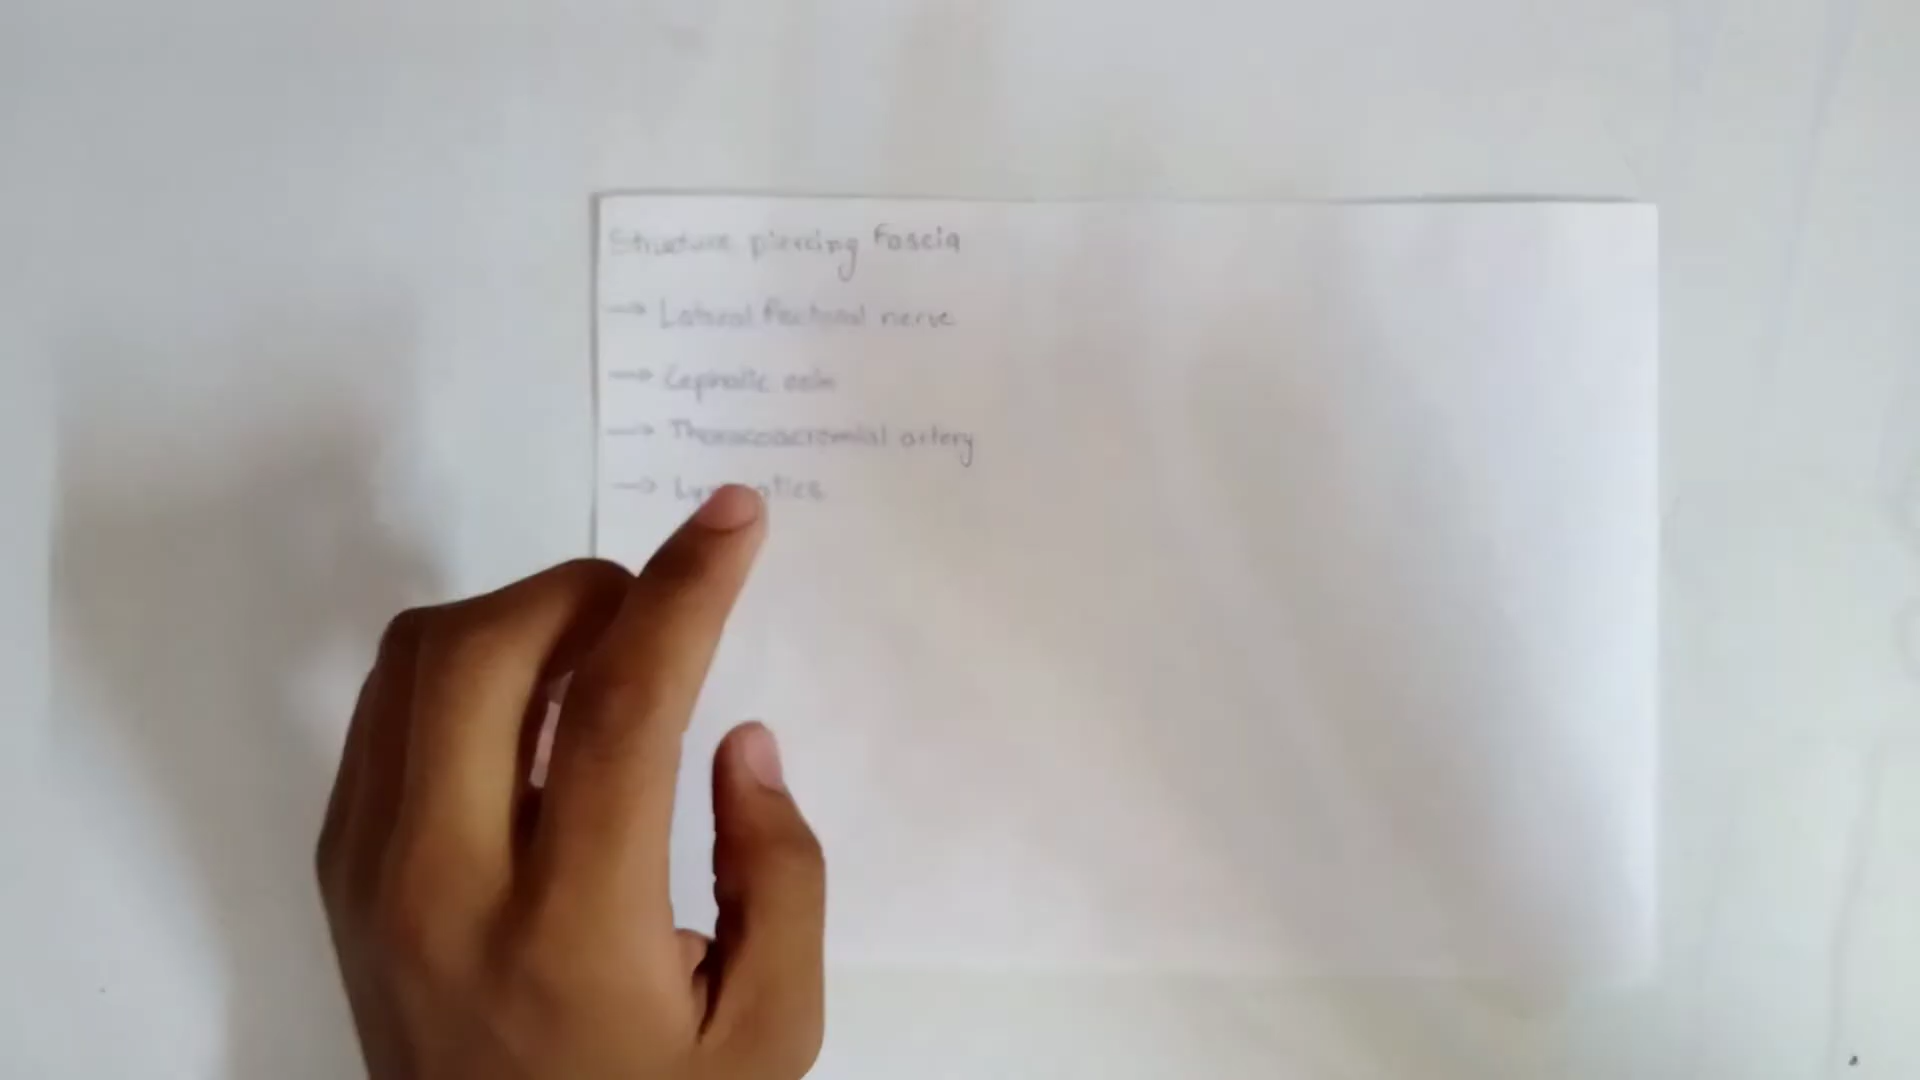 Structure piercing Fascia
→ Lateral Pectoral nerve
→ Cephalic vein
→ Thoracoacromial artery
→